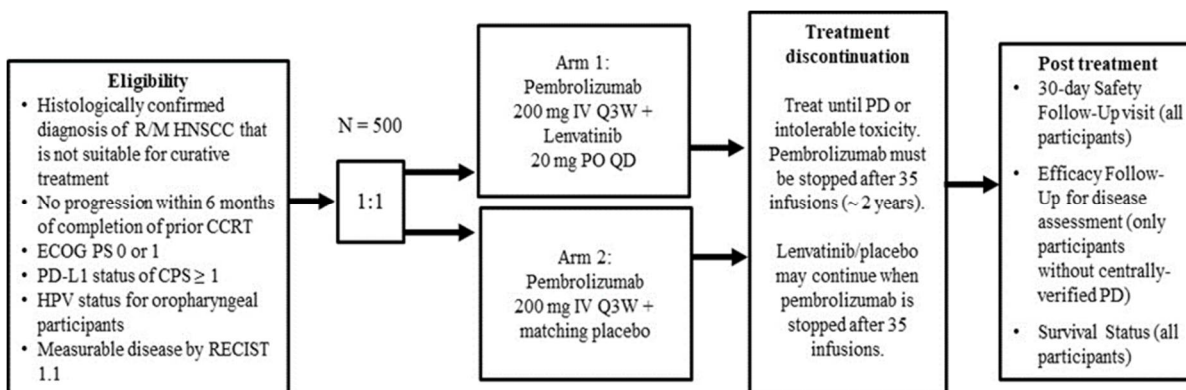 Eligibility
• Histologically confirmed
diagnosis of R/M HNSCC that
is not suitable for curative
treatment
• No progression within 6 months
of completion of prior CCRT
• ECOG PS 0 or 1
• PD-L1 status of CPS ≥ 1
• HPV status for oropharyngeal
participants
• Measurable disease by RECIST
1.1
N = 500
1:1
Arm 1:
Pembrolizumab
200 mg IV Q3W +
Lenvatinib
20 mg PO QD
Arm 2:
Pembrolizumab
200 mg IV Q3W +
matching placebo
Treatment
discontinuation
Treat until PD or
intolerable toxicity.
Pembrolizumab must
be stopped after 35
infusions (~ 2 years).
Lenvatinib/placebo
may continue when
pembrolizumab is
stopped after 35
infusions.
Post treatment
• 30-day Safety
Follow-Up visit (all
participants)
• Efficacy Follow-
Up for disease
assessment (only
participants
without centrally-
verified PD)
• Survival Status (all
participants)